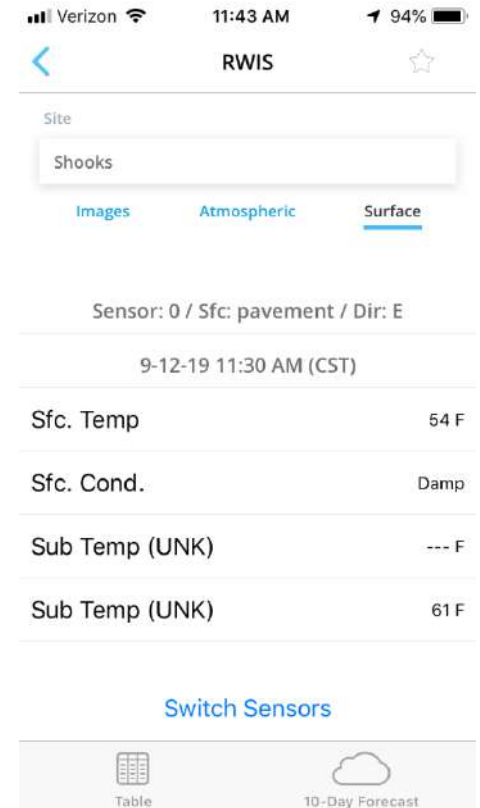 Verizon 11:43 AM 94%
RWIS
Site
Shooks
Images Atmospheric Surface
Sensor: 0 / Sfc: pavement / Dir: E
9-12-19 11:30 AM (CST)
Sfc. Temp 54 F
Sfc. Cond. Damp
Sub Temp (UNK) --- F
Sub Temp (UNK) 61 F
Switch Sensors
Table 10-Day Forecast